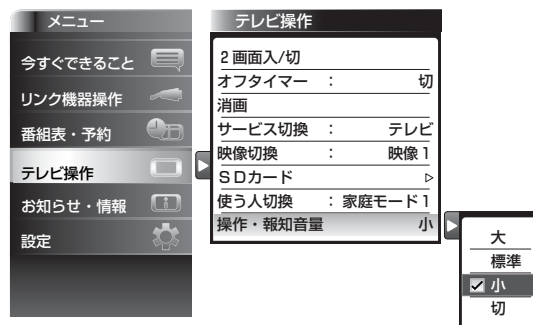 メニュー
今すぐできること
リンク機器操作
番組表・予約
テレビ操作
お知らせ・情報
設定
テレビ操作
2画面入/切
オフタイマー : 切
消画
サービス切換 : テレビ
映像切換 : 映像1
SDカード ▷
使う人切換 : 家庭モード1
操作・報知音量 小
大
標準
小
切